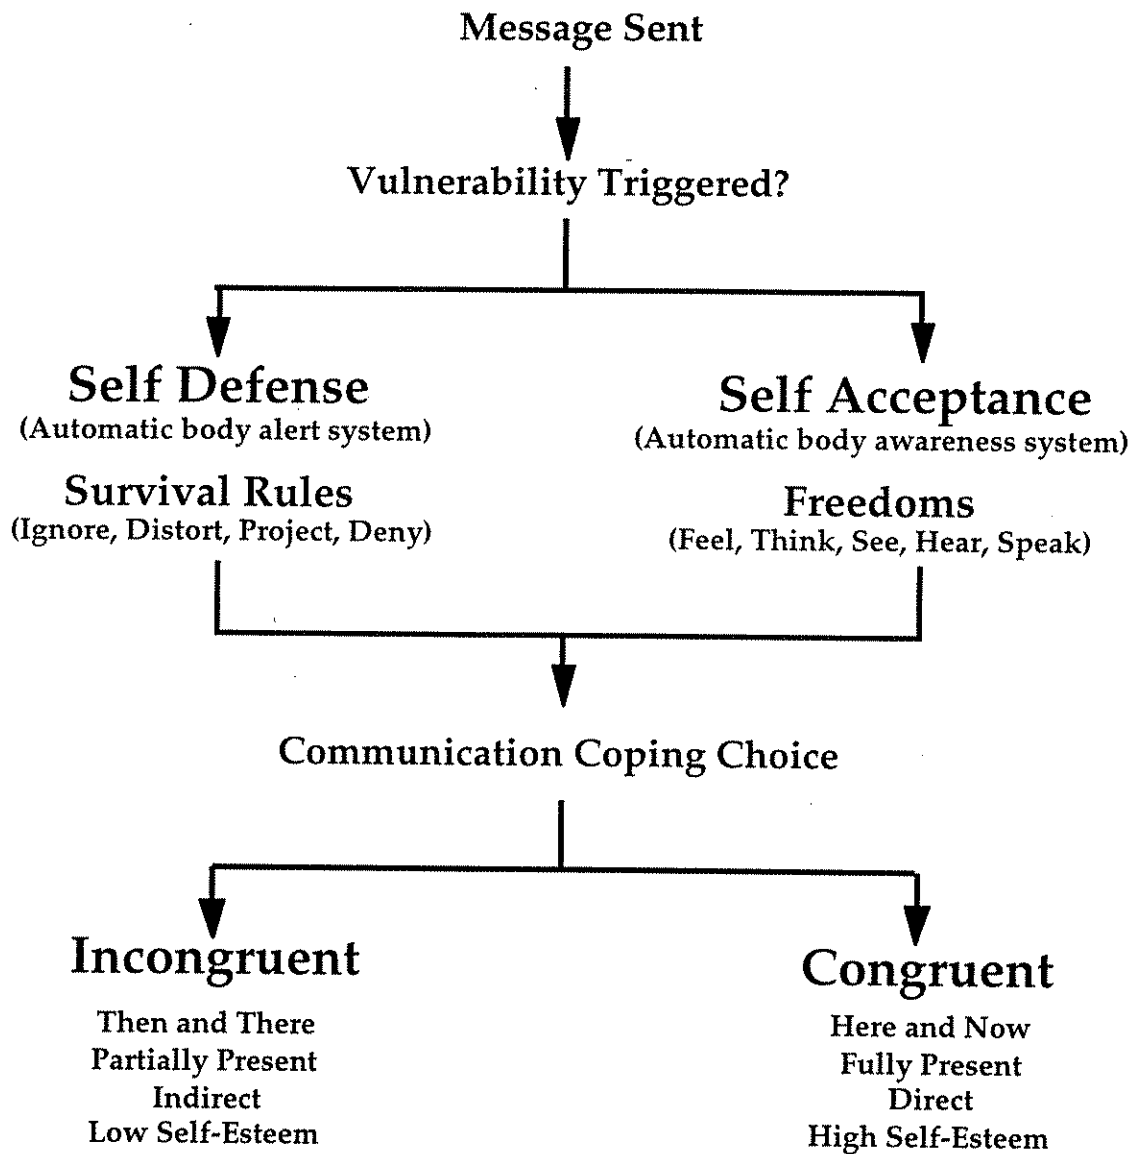 Message Sent
Vulnerability Triggered?
Self Defense
(Automatic body alert system)
Survival Rules
(Ignore, Distort, Project, Deny)
Self Acceptance
(Automatic body awareness system)
Freedoms
(Feel, Think, See, Hear, Speak)
Communication Coping Choice
Incongruent
Then and There
Partially Present
Indirect
Low Self-Esteem
Congruent
Here and Now
Fully Present
Direct
High Self-Esteem